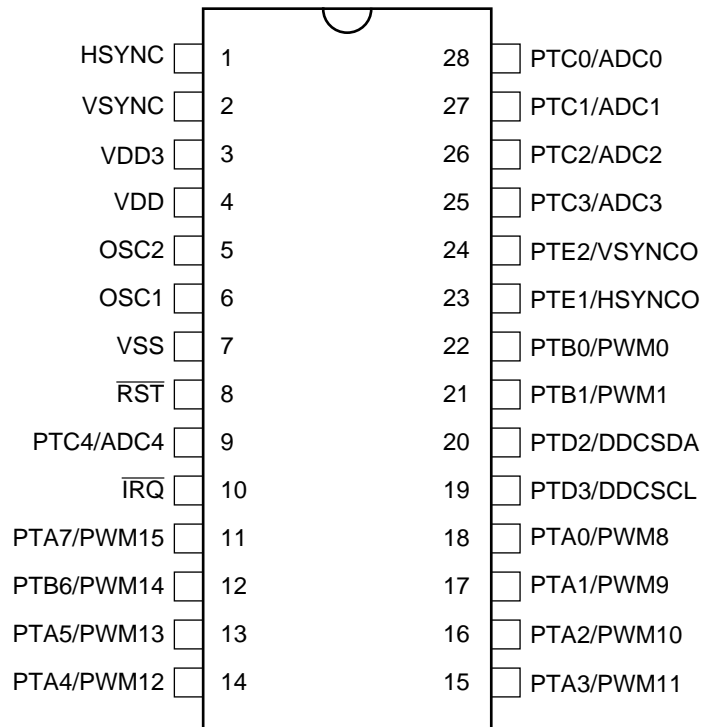 HSYNC 1 28 PTC0/ADC0
VSYNC 2 27 PTC1/ADC1
VDD3 3 26 PTC2/ADC2
VDD 4 25 PTC3/ADC3
OSC2 5 24 PTE2/VSYNCO
OSC1 6 23 PTE1/HSYNCO
VSS 7 22 PTB0/PWM0
RST 8 21 PTB1/PWM1
PTC4/ADC4 9 20 PTD2/DDCSDA
IRQ 10 19 PTD3/DDCSCL
PTA7/PWM15 11 18 PTA0/PWM8
PTB6/PWM14 12 17 PTA1/PWM9
PTA5/PWM13 13 16 PTA2/PWM10
PTA4/PWM12 14 15 PTA3/PWM11